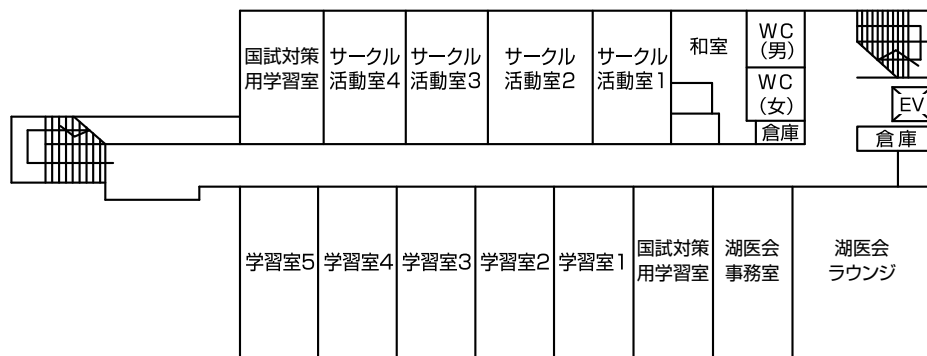 国試対策
用学習室
サークル
活動室4
サークル
活動室3
サークル
活動室2
サークル
活動室1
和室
WC
(男)
WC
(女)
倉庫
EV
倉庫
学習室5
学習室4
学習室3
学習室2
学習室1
国試対策
用学習室
湖医会
事務室
湖医会
ラウンジ